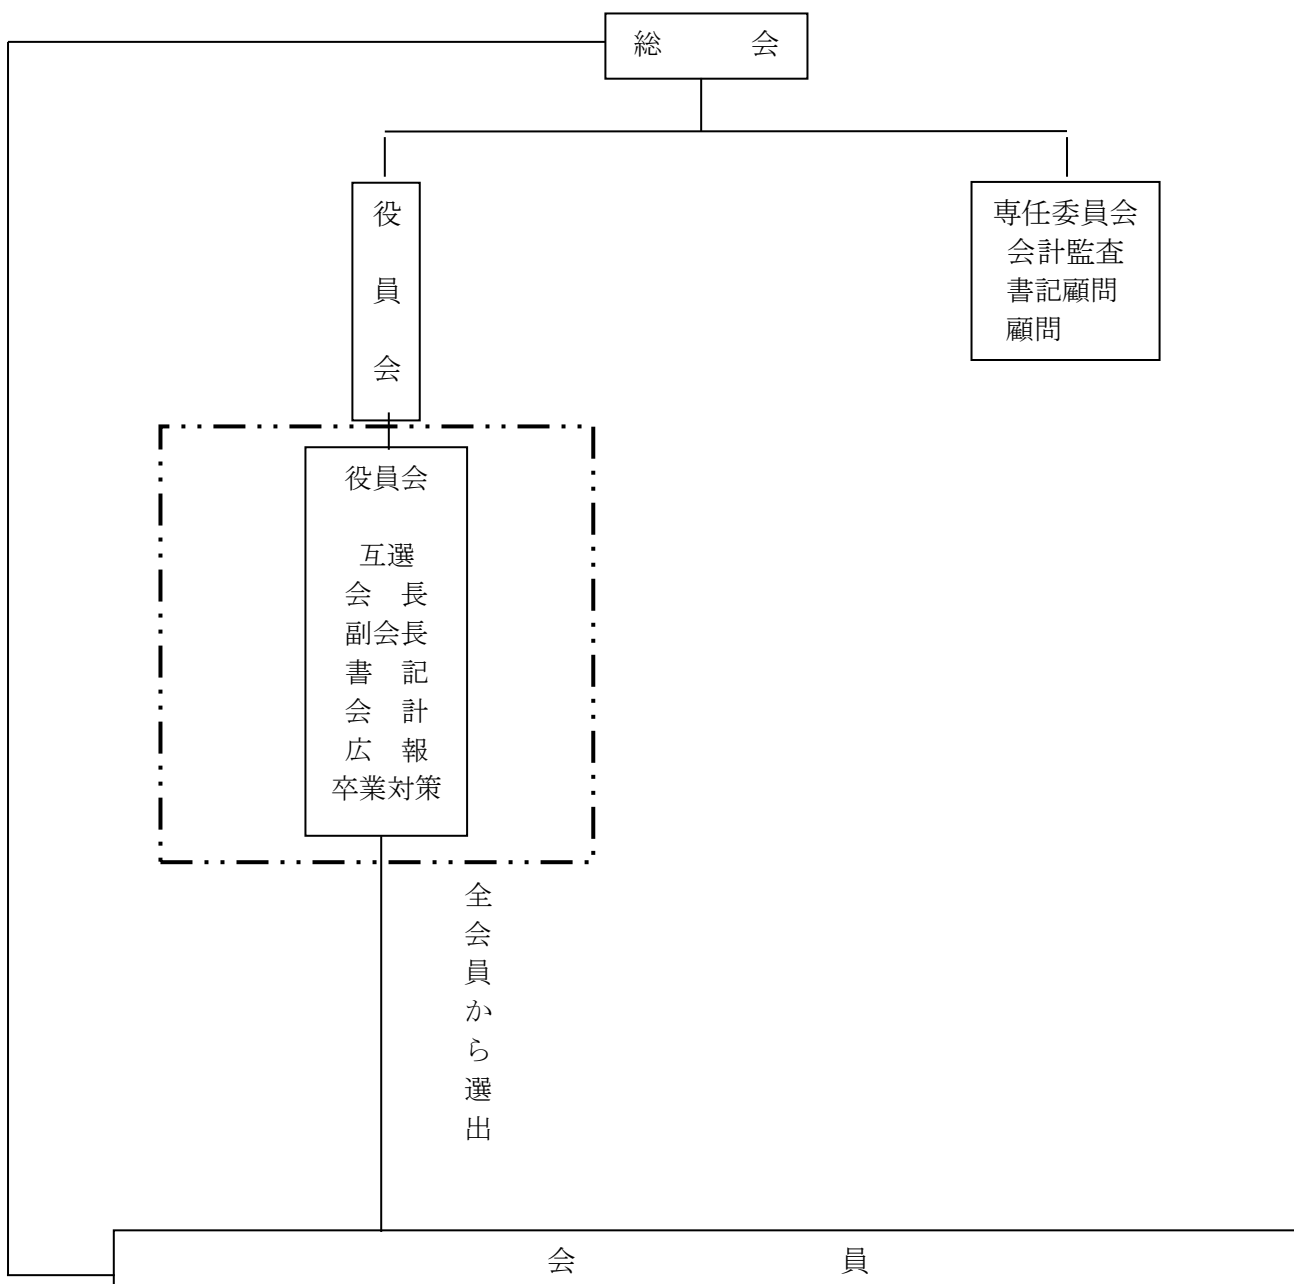 総　　　会
役員会
専任委員会
会計監査
書記顧問
顧問
役員会
互選
会　長
副会長
書　記
会　計
広　報
卒業対策
全会員から選出
会　　　員